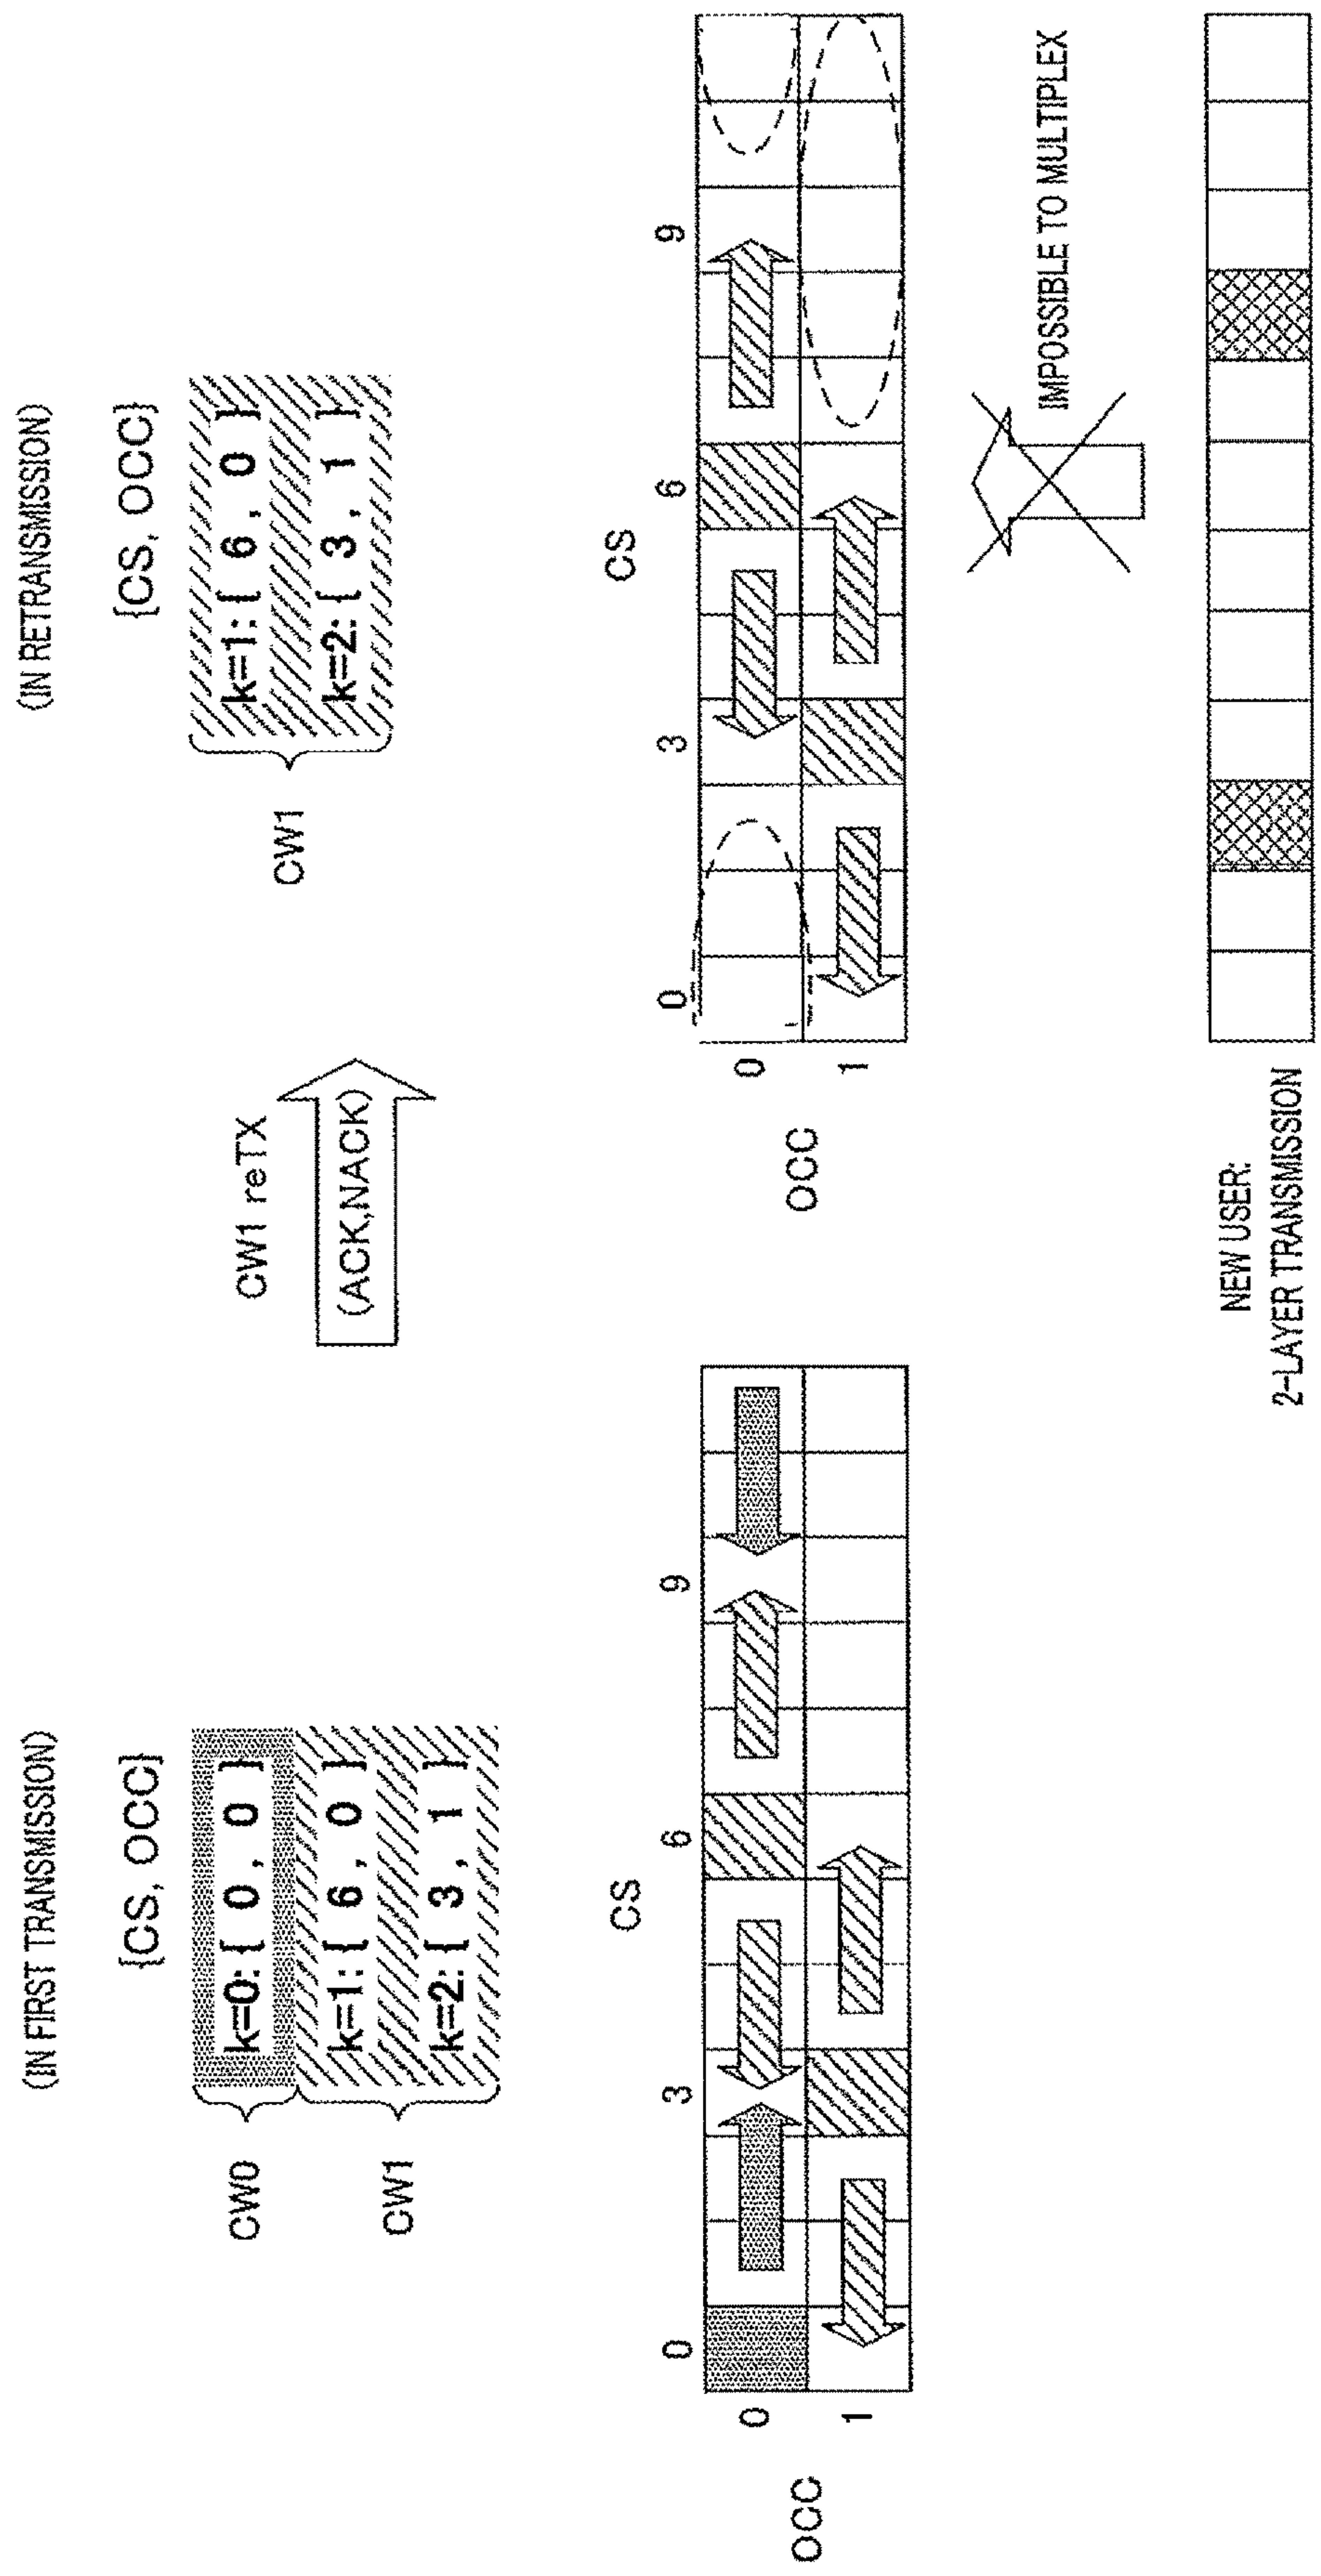 (IN FIRST TRANSMISSION)
{CS, OCC}
CW0
k=0: { 0 , 0 }
CW1
k=1: { 6 , 0 }
k=2: { 3 , 1 }
CS
0
3
6
9
OCC
0
1
CW1 reTX
(ACK,NACK)
(IN RETRANSMISSION)
{CS, OCC}
CW1
k=1: { 6 , 0 }
k=2: { 3 , 1 }
CS
0
3
6
9
OCC
0
1
IMPOSSIBLE TO MULTIPLEX
NEW USER:
2-LAYER TRANSMISSION